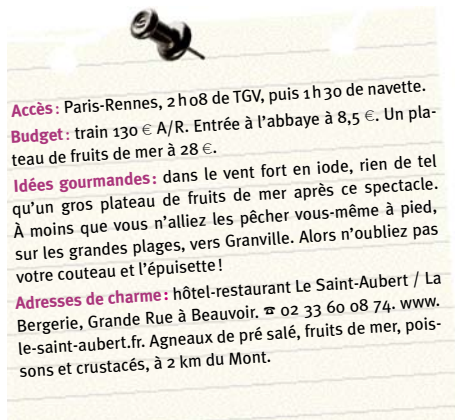 Accès : Paris-Rennes, 2 h 08 de TGV, puis 1 h 30 de navette.
Budget : train 130 € A/R. Entrée à l'abbaye à 8,5 €. Un pla-
teau de fruits de mer à 28 €.
Idées gourmandes : dans le vent fort en iode, rien de tel
qu'un gros plateau de fruits de mer après ce spectacle.
À moins que vous n'alliez les pêcher vous-même à pied,
sur les grandes plages, vers Granville. Alors n'oubliez pas
votre couteau et l'épuisette !
Adresses de charme : hôtel-restaurant Le Saint-Aubert / La
Bergerie, Grande Rue à Beauvoir. ☎ 02 33 60 08 74. www.
le-saint-aubert.fr. Agneaux de pré salé, fruits de mer, pois-
sons et crustacés, à 2 km du Mont.